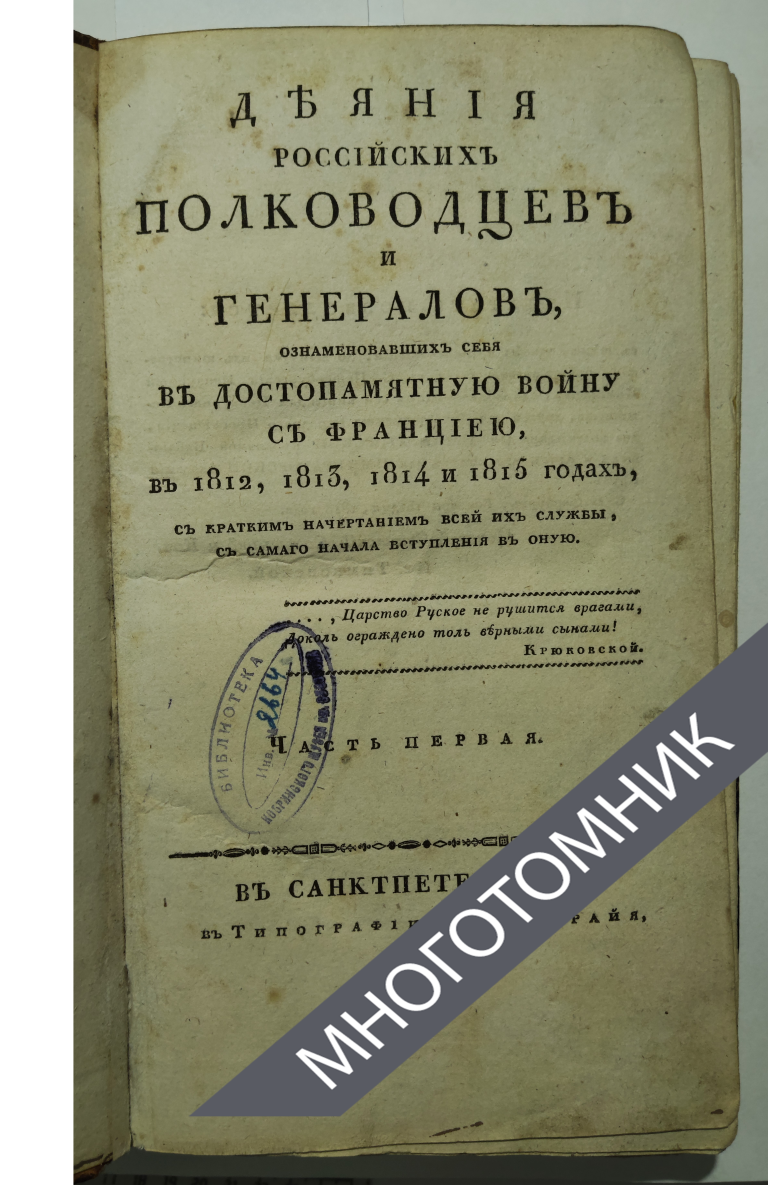 ДѢЯНІЯ
РОССІЙСКИХЪ
ПОЛКОВОДЦЕВЪ
И
ГЕНЕРАЛОВЪ,
ОЗНАМЕНОВАВШИХЪ СЕБЯ
ВЪ ДОСТОПАМЯТНУЮ ВОЙНУ
СЪ ФРАНЦІЕЮ,
въ 1812, 1813, 1814 и 1815 годахъ,
СЪ КРАТКИМЪ НАЧЕРТАНІЕМЪ ВСЕЙ ИХЪ СЛУЖБЫ,
СЪ САМАГО НАЧАЛА ВСТУПЛЕНІЯ ВЪ ОНУЮ.
...., Царство Руское не рушится врагами,
Доколь ограждено толь вѣрными сынами!
Крюковской.
БИБЛИОТЕКА
Инв.
2664
ЧАСТЬ ПЕРВАЯ.
ВЪ САНКТПЕТЕ
въ ТИПОГРАФІ
РАЙЯ,
МНОГОТОМНИК